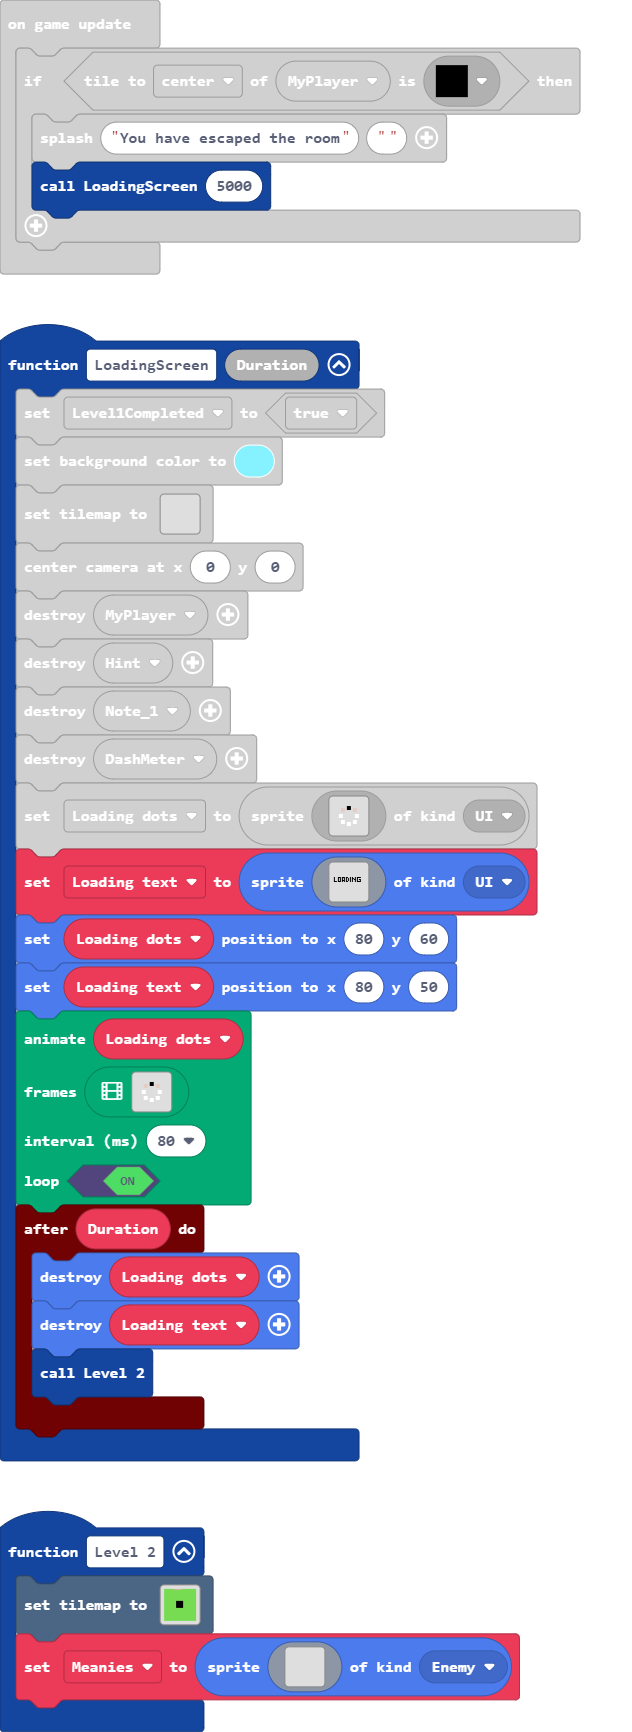 on game update
if tile to center of MyPlayer is then
splash "You have escaped the room" " "
call LoadingScreen 5000
function LoadingScreen Duration
set Level1Completed to true
set background color to
set tilemap to
center camera at x 0 y 0
destroy MyPlayer
destroy Hint
destroy Note_1
destroy DashMeter
set Loading dots to sprite of kind UI
set Loading text to sprite LOADING of kind UI
set Loading dots position to x 80 y 60
set Loading text position to x 80 y 50
animate Loading dots
frames
interval (ms) 80
loop ON
after Duration do
destroy Loading dots
destroy Loading text
call Level 2
function Level 2
set tilemap to
set Meanies to sprite of kind Enemy